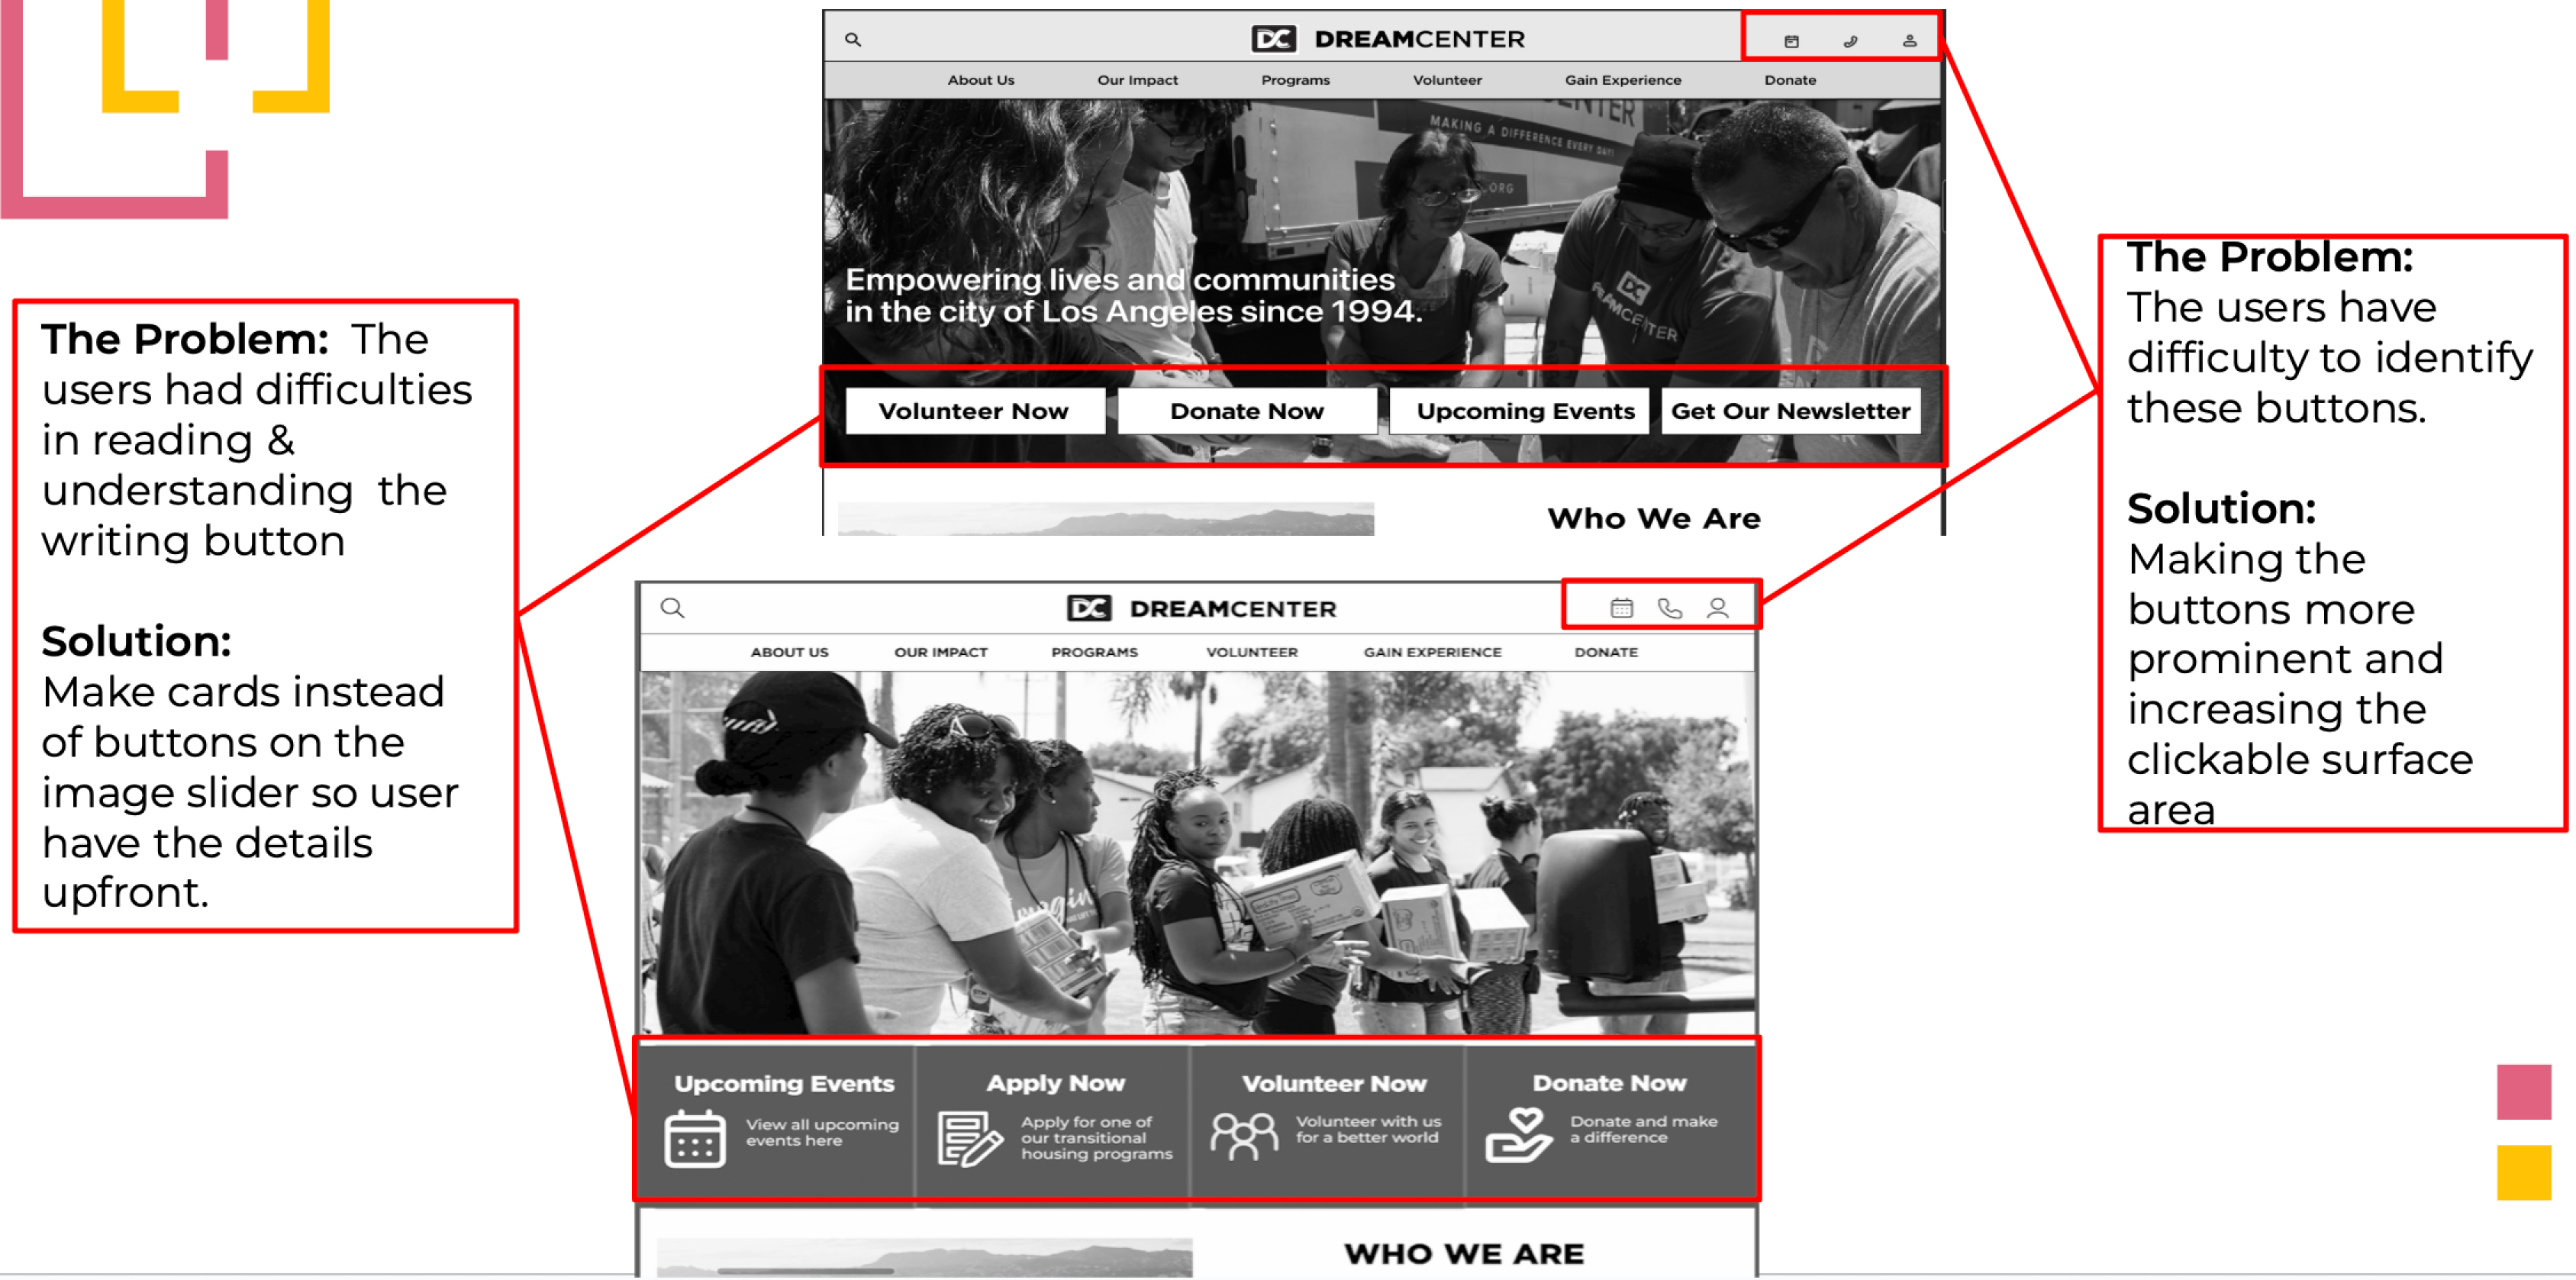 The Problem: The
users had difficulties
in reading &
understanding the
writing button
Solution:
Make cards instead
of buttons on the
image slider so user
have the details
upfront.
DC DREAMCENTER
About Us
Our Impact
Programs
Volunteer
Gain Experience
Donate
MAKING A DIFFERENCE EVERY DAY!
.ORG
Empowering lives and communities
in the city of Los Angeles since 1994.
Volunteer Now
Donate Now
Upcoming Events
Get Our Newsletter
Who We Are
DC DREAMCENTER
ABOUT US
OUR IMPACT
PROGRAMS
VOLUNTEER
GAIN EXPERIENCE
DONATE
Upcoming Events
View all upcoming
events here
Apply Now
Apply for one of
our transitional
housing programs
Volunteer Now
Volunteer with us
for a better world
Donate Now
Donate and make
a difference
WHO WE ARE
The Problem:
The users have
difficulty to identify
these buttons.
Solution:
Making the
buttons more
prominent and
increasing the
clickable surface
area